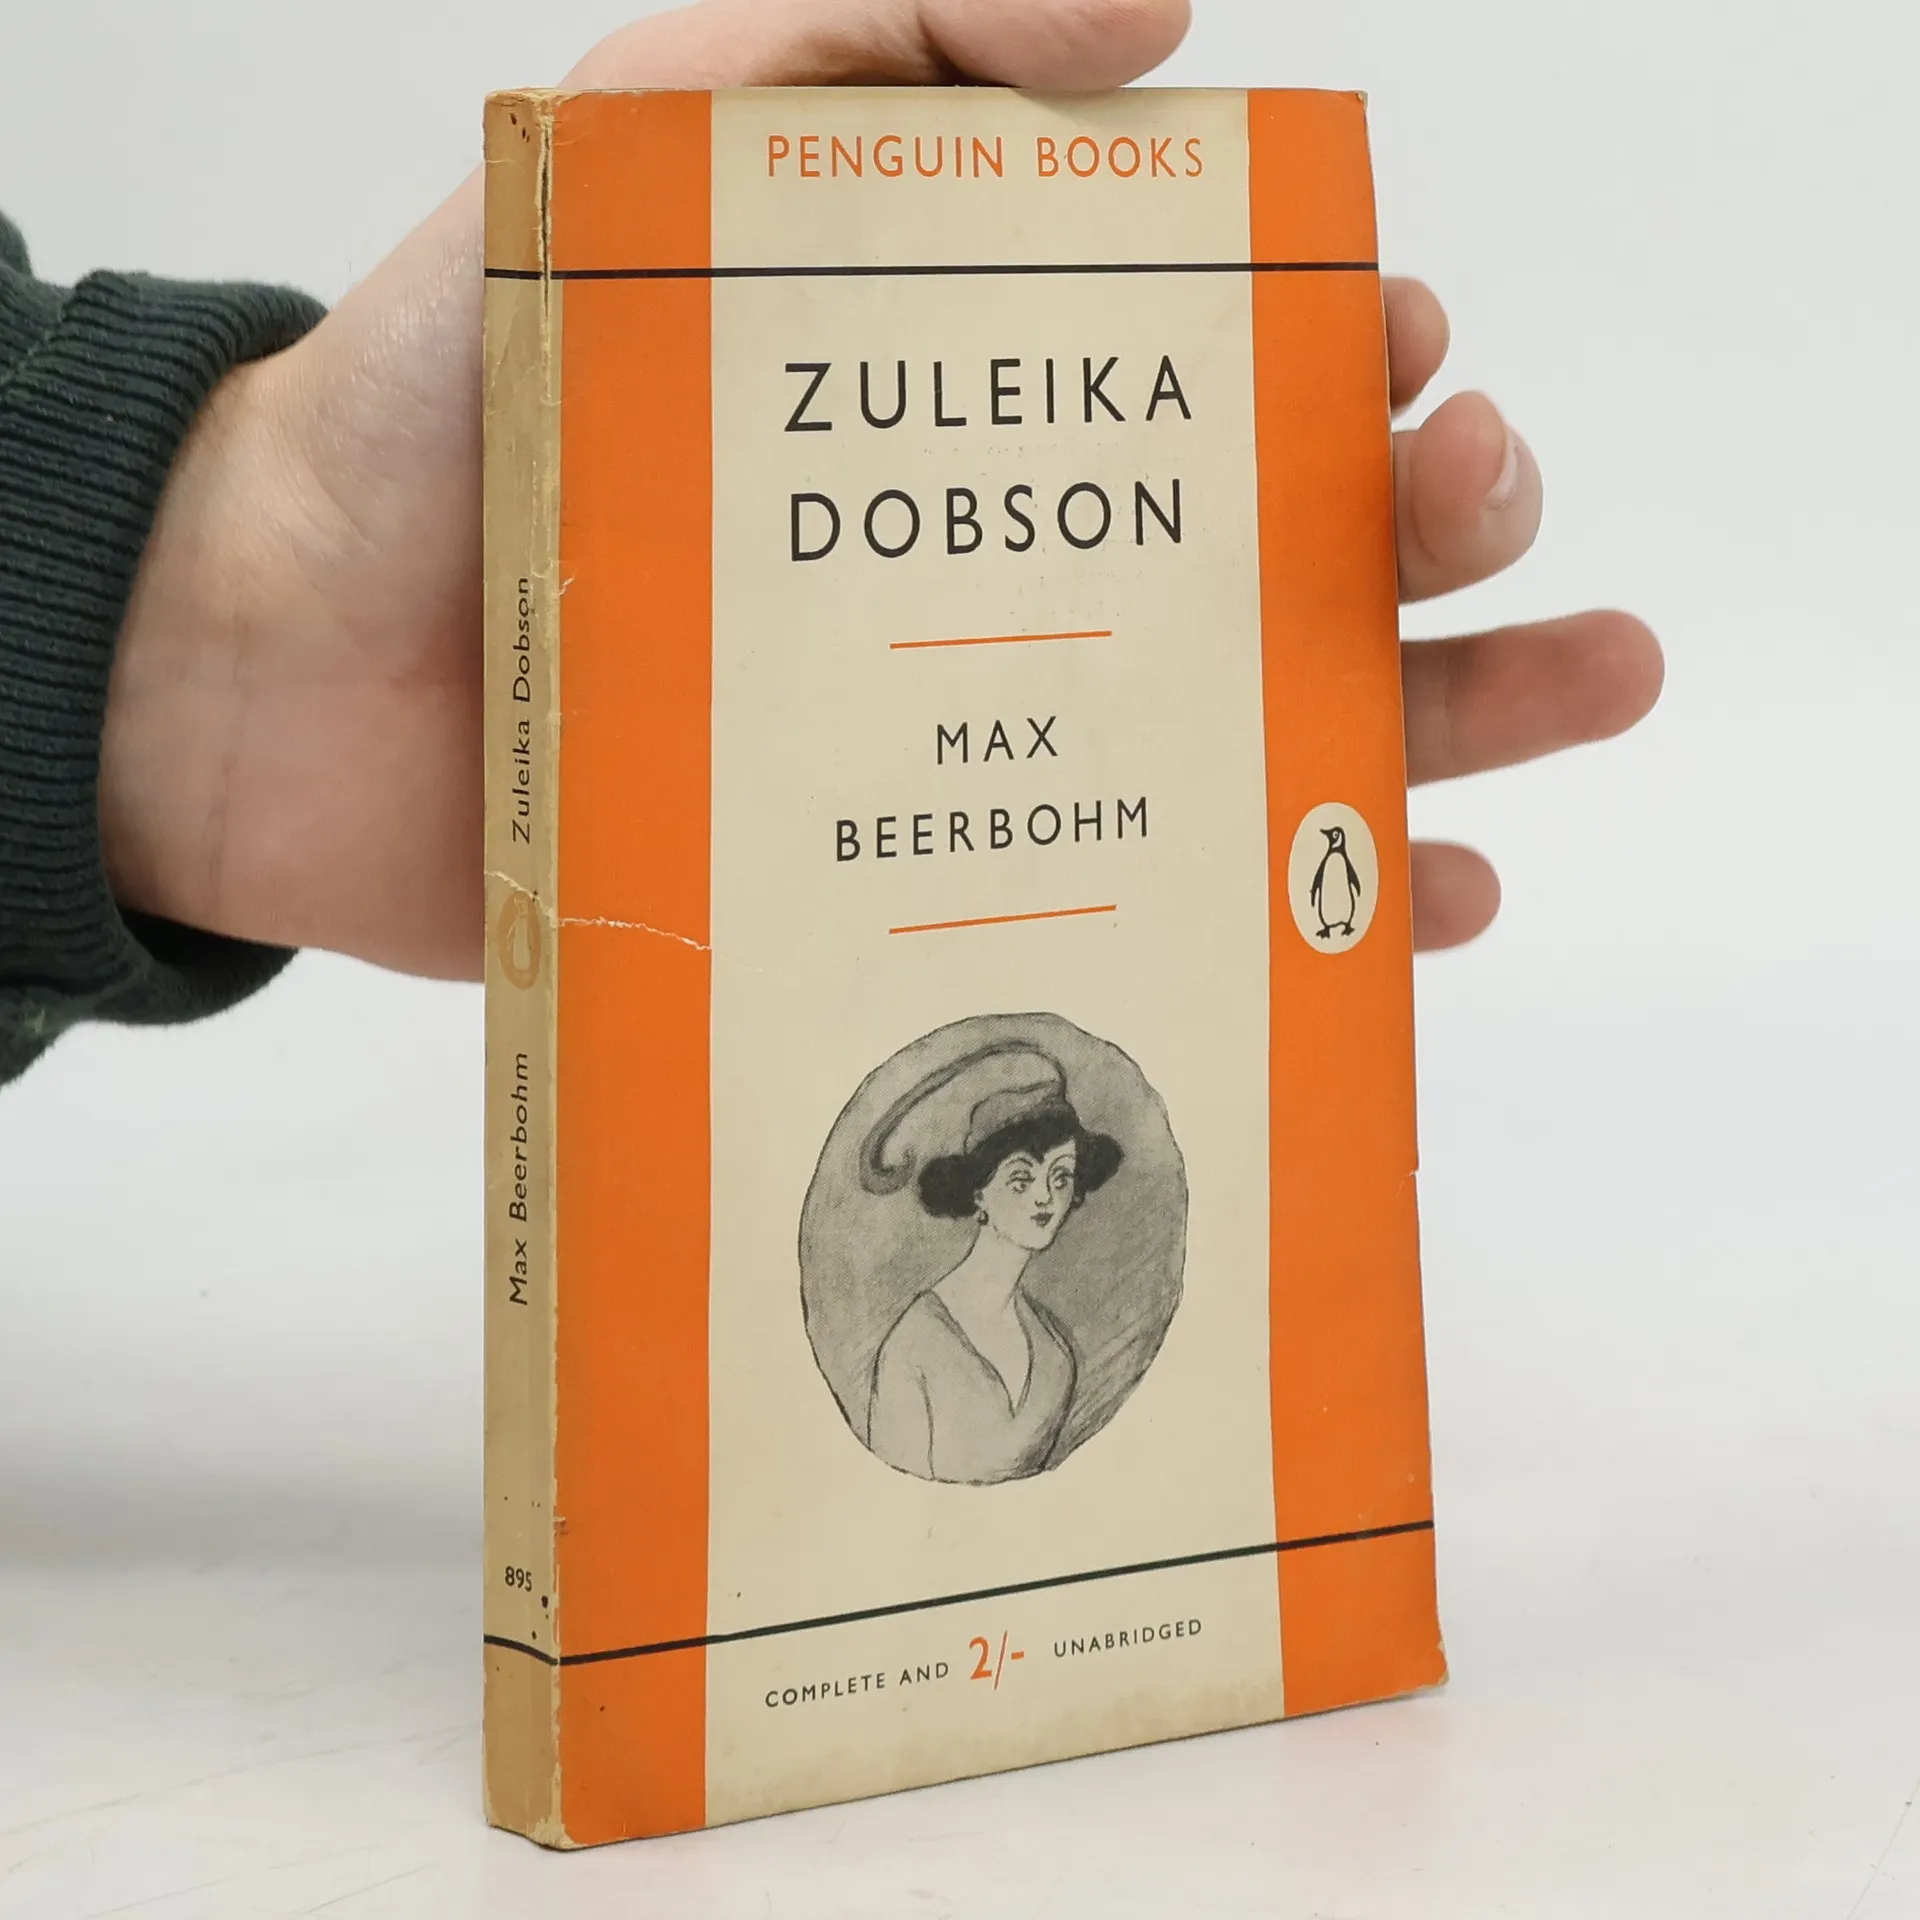 PENGUIN BOOKS
ZULEIKA
DOBSON
MAX
BEERBOHM
COMPLETE AND 2/- UNABRIDGED
Zuleika Dobson
Max Beerbohm
895